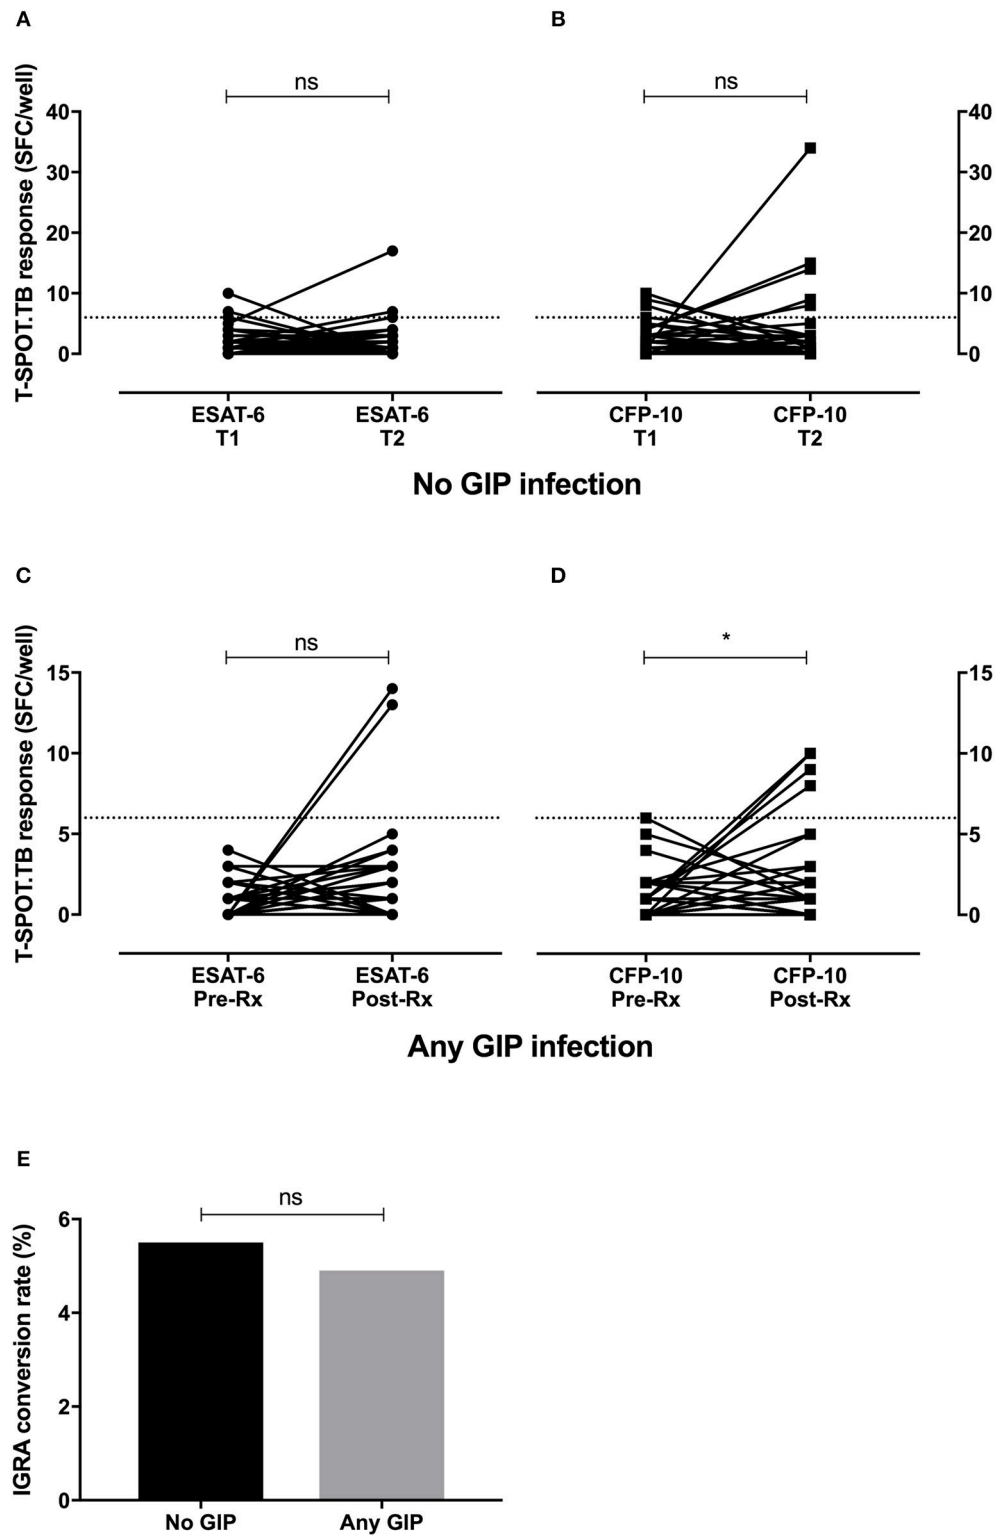 A
B
ns
ns
T-SPOT.TB response (SFC/well)
40
30
20
10
0
40
30
20
10
0
ESAT-6
T1
ESAT-6
T2
CFP-10
T1
CFP-10
T2
No GIP infection
C
D
ns
*
T-SPOT.TB response (SFC/well)
15
10
5
0
15
10
5
0
ESAT-6
Pre-Rx
ESAT-6
Post-Rx
CFP-10
Pre-Rx
CFP-10
Post-Rx
Any GIP infection
E
ns
IGRA conversion rate (%)
6
4
2
0
No GIP
Any GIP